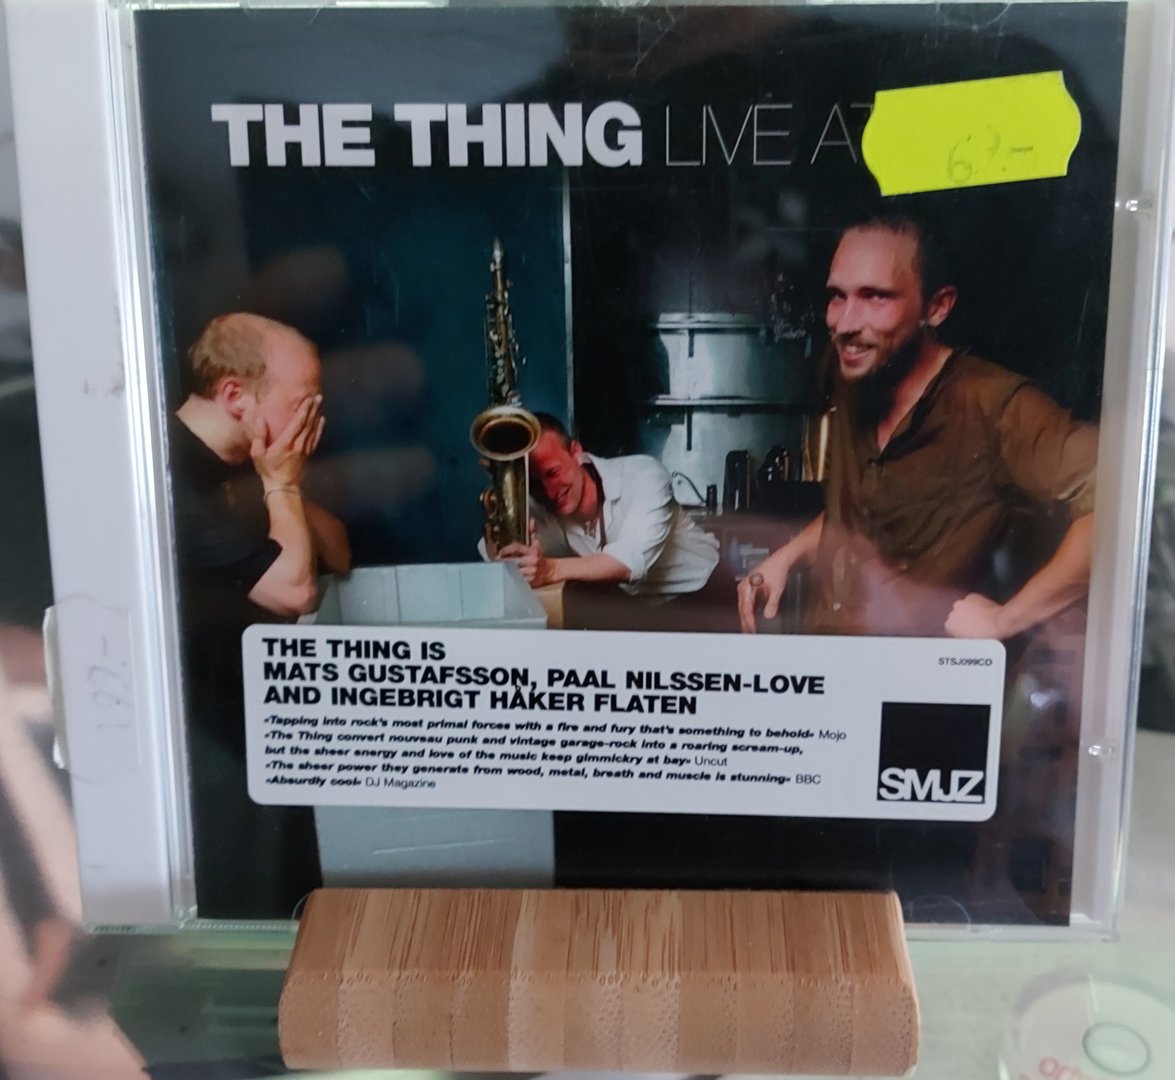 THE THING LIVE AT
THE THING IS
MATS GUSTAFSSON, PAAL NILSSEN-LOVE
AND INGEBRIGT HÅKER FLATEN
STSJ099CD
«Tapping into rock's most primal forces with a fire and fury that's something to behold» Mojo
«The Thing convert nouveau punk and vintage garage-rock into a roaring scream-up,
but the sheer energy and love of the music keep gimmickry at bay» Uncut
«The sheer power they generate from wood, metal, breath and muscle is stunning» BBC
«Absurdly cool» DJ Magazine
SMJZ